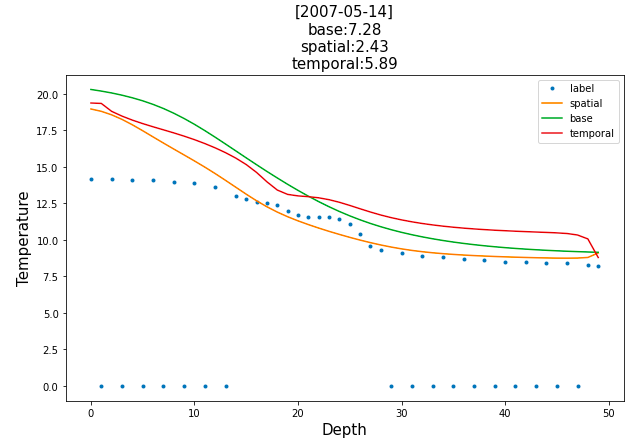 [2007-05-14]
base:7.28
spatial:2.43
temporal:5.89
label
spatial
base
temporal
Temperature
20.0
17.5
15.0
12.5
10.0
7.5
5.0
2.5
0.0
0 10 20 30 40 50
Depth